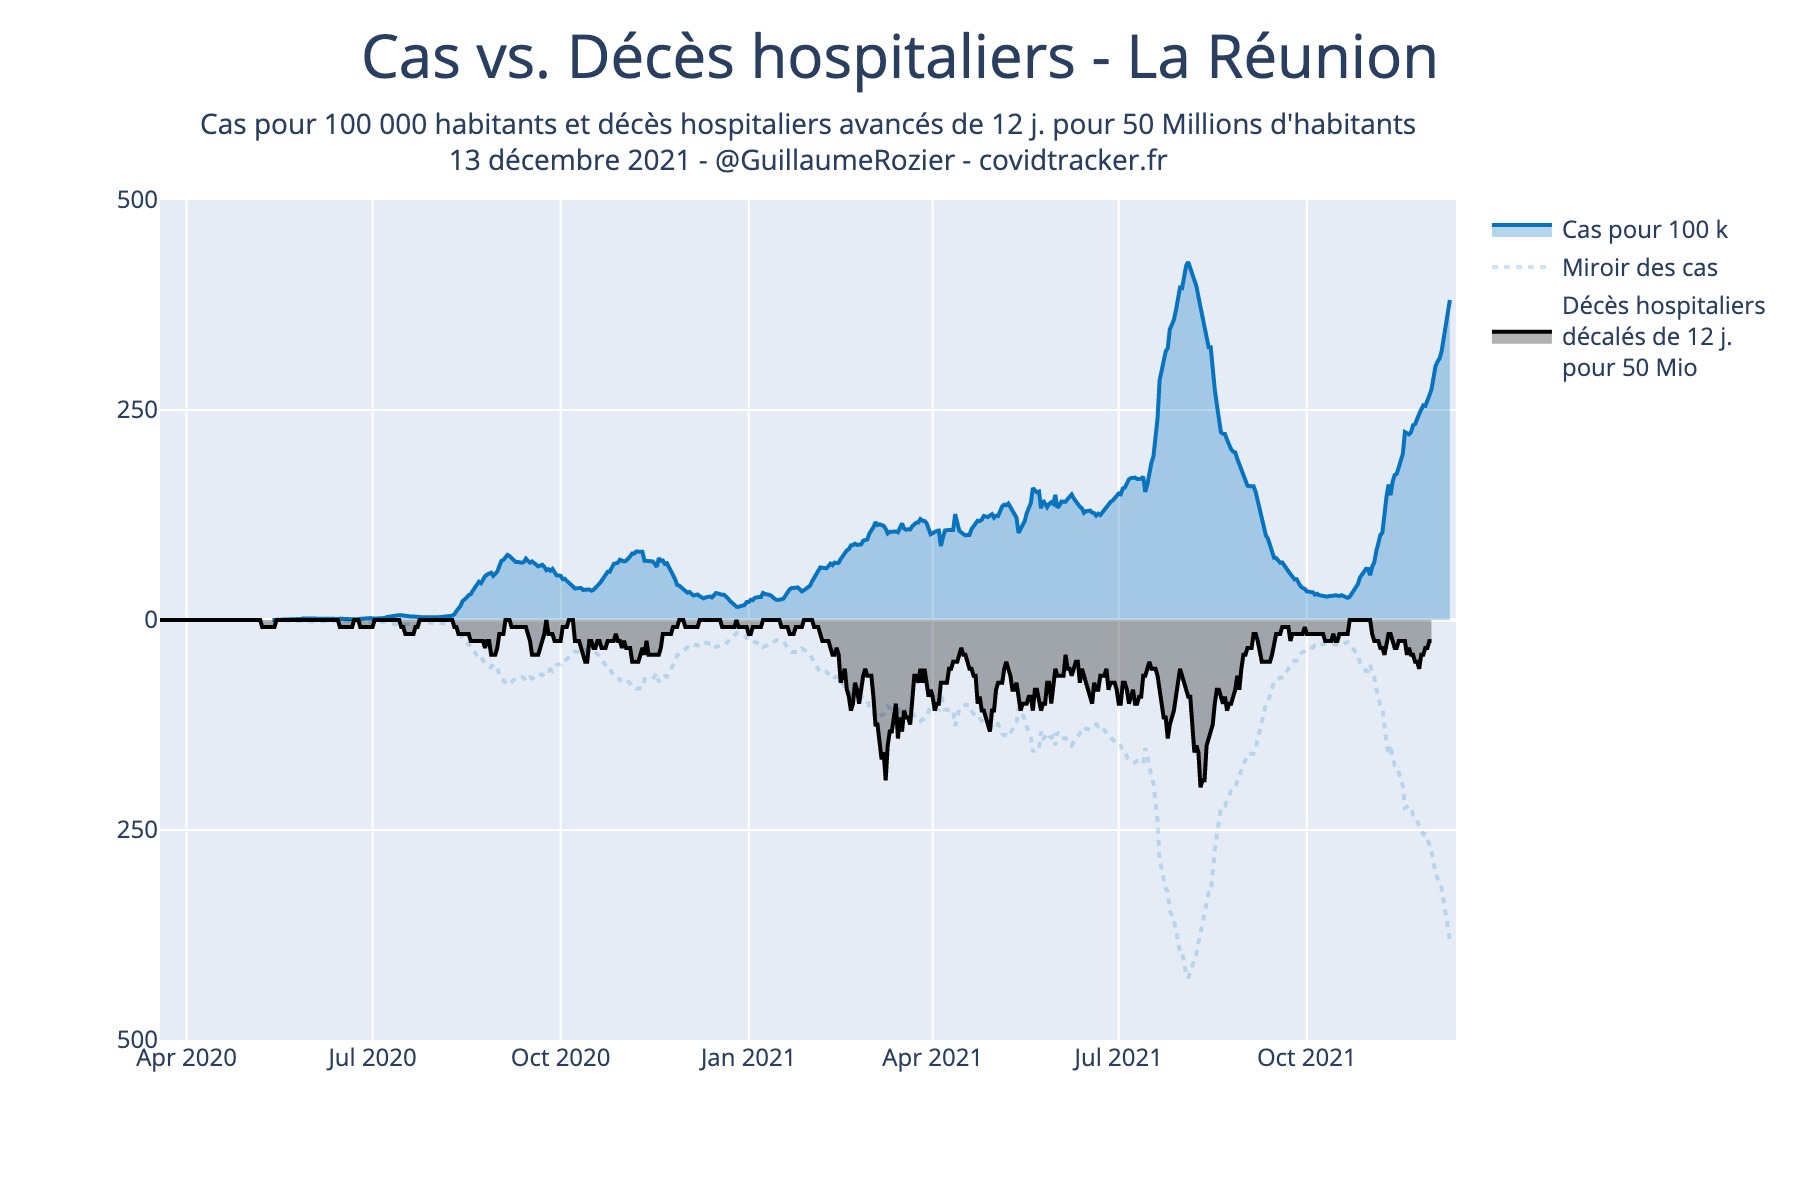 Cas vs. Décès hospitaliers - La Réunion
Cas pour 100 000 habitants et décès hospitaliers avancés de 12 j. pour 50 Millions d'habitants
13 décembre 2021 - @GuillaumeRozier - covidtracker.fr
500
250
0
250
500
Apr 2020
Jul 2020
Oct 2020
Jan 2021
Apr 2021
Jul 2021
Oct 2021
Cas pour 100 k
Miroir des cas
Décès hospitaliers
décalés de 12 j.
pour 50 Mio